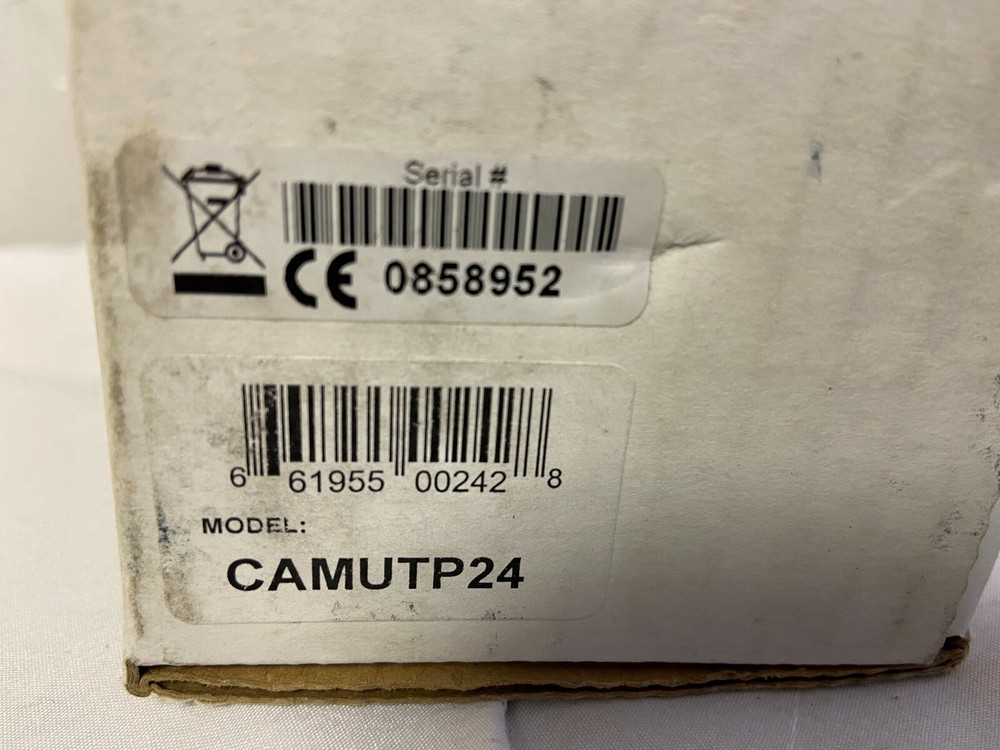 Serial #
CE 0858952
6 61955 00242 8
MODEL:
CAMUTP24